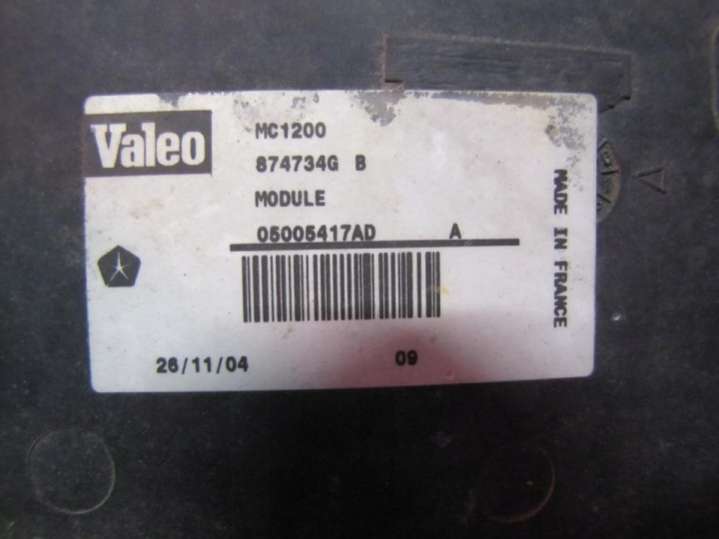 Valeo
MC1200
874734G B
MODULE
05005417AD A
26/11/04 09
MADE IN FRANCE